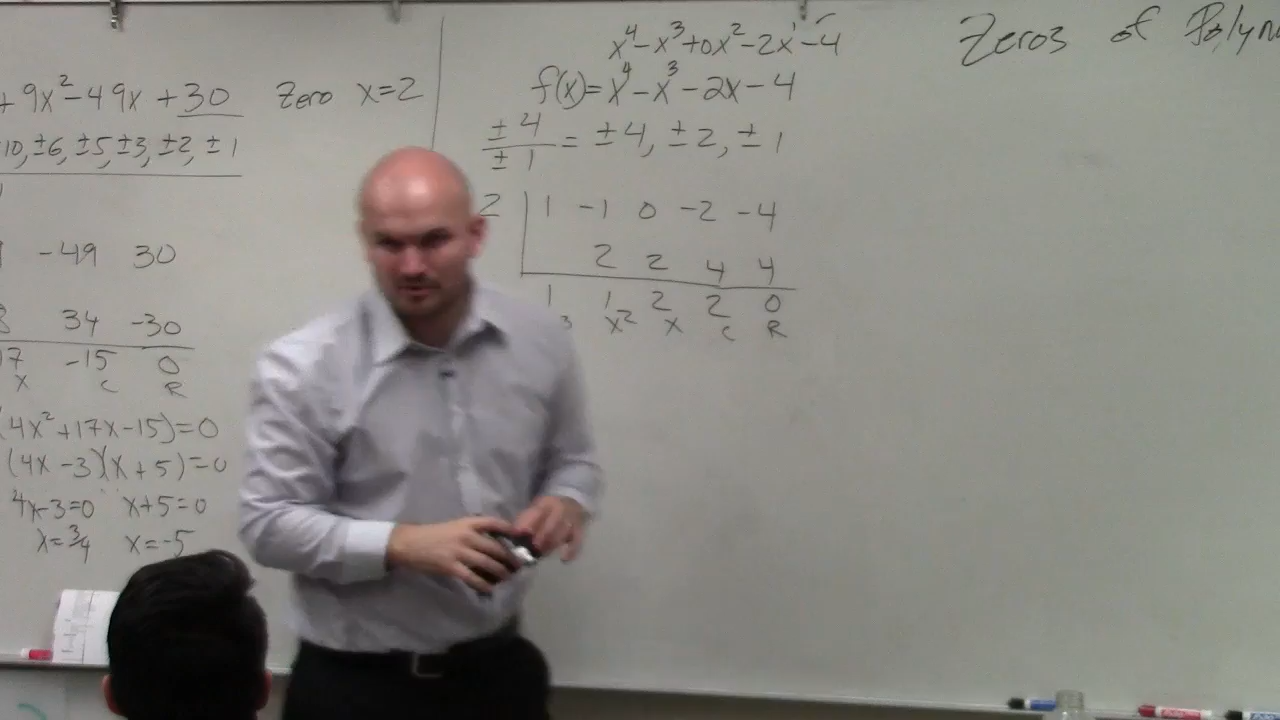 + 9x² - 49x + 30 Zero x = 2
10, ±6, ±5, ±3, ±2, ±1
-49 30
34 -30
17 -15 0
x c R
(4x² + 17x - 15) = 0
(4x - 3)(x + 5) = 0
4x - 3 = 0 x + 5 = 0
x = 3/4 x = -5
x⁴ - x³ + 0x² - 2x¹ - 4
f(x) = x⁴ - x³ - 2x - 4
±4/±1 = ±4, ±2, ±1
2 | 1 -1 0 -2 -4
2 2 4 4
1 1 2 2 0
3 x² x c R
Zeros of Polyn